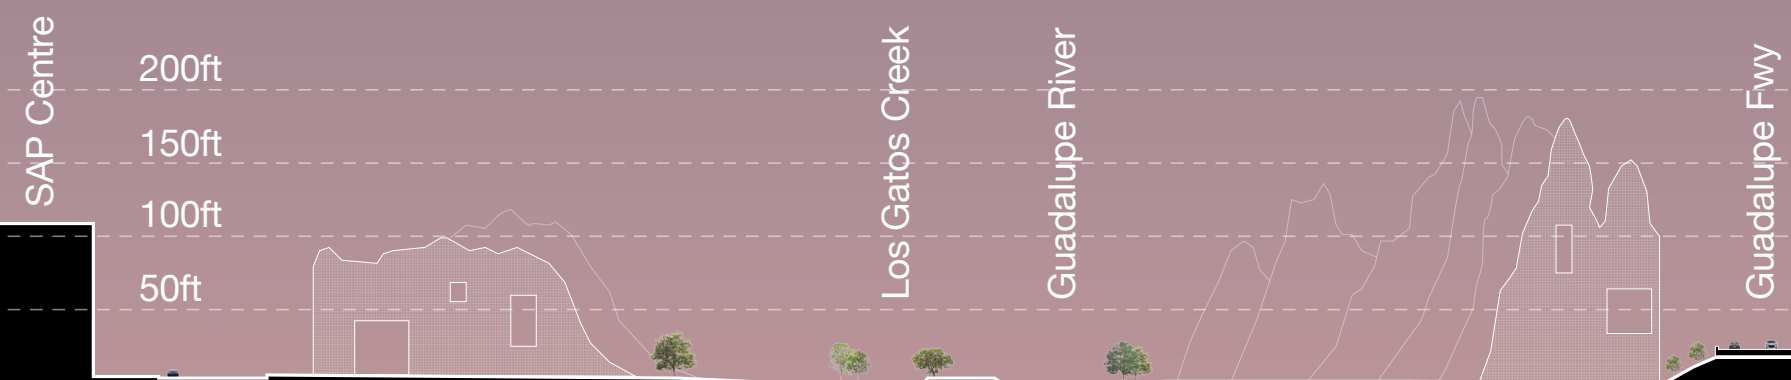 SAP Centre
200ft
150ft
100ft
50ft
Los Gatos Creek
Guadalupe River
Guadalupe Fwy